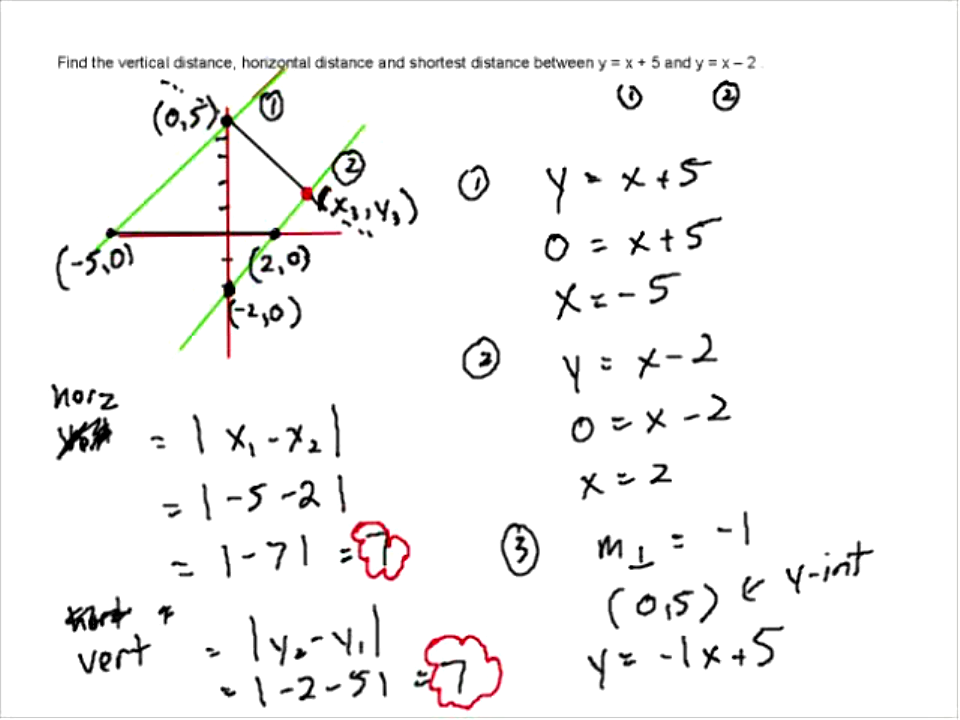 Find the vertical distance, horizontal distance and shortest distance between y = x + 5 and y = x – 2 .
① ②
(0,5) ①
②
(x₃, y₃)
(-5,0) (2,0)
(-2,0)
① y = x + 5
0 = x + 5
x = -5
② y = x - 2
0 = x - 2
x = 2
horz = | x₁ - x₂ |
= | -5 - 2 |
= | -7 | = 7
vert = | y₂ - y₁ |
= | -2 - 5 | = 7
③ m⊥ = -1
(0,5) ← y-int
y = -1x + 5